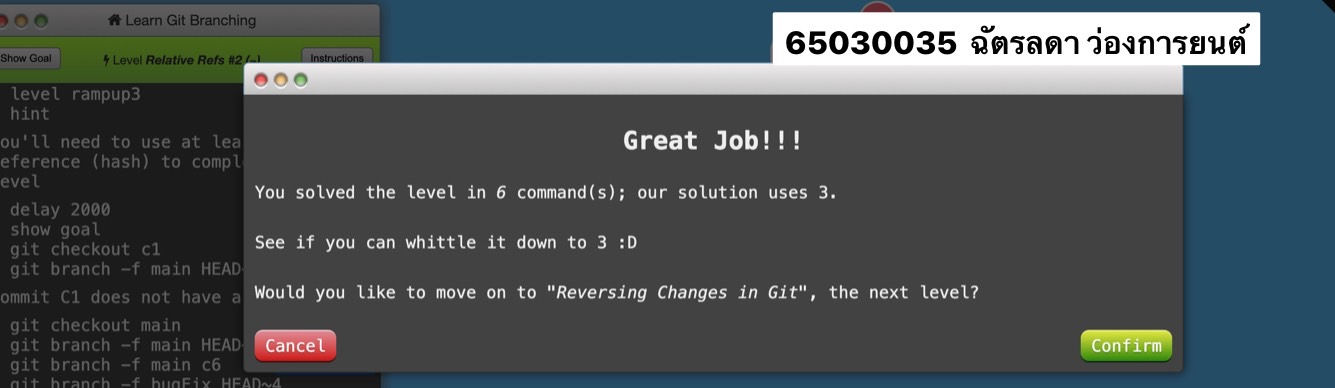 Learn Git Branching
65030035 ฉัตรลดา ว่องการยนต์
Show Goal
Level Relative Refs #2 (~)
Instructions
level rampup3
hint
ou'll need to use at lea
eference (hash) to compl
evel
delay 2000
show goal
git checkout c1
git branch -f main HEAD~
ommit C1 does not have a
git checkout main
git branch -f main HEAD~
git branch -f main c6
git branch -f bugFix HEAD~4
Great Job!!!
You solved the level in 6 command(s); our solution uses 3.
See if you can whittle it down to 3 :D
Would you like to move on to "Reversing Changes in Git", the next level?
Cancel
Confirm